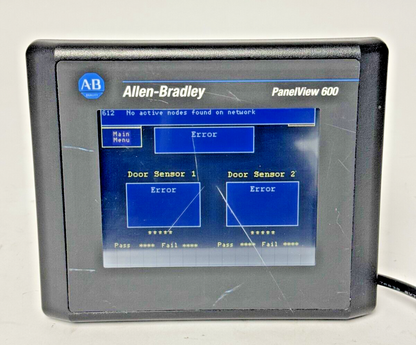 AB
Allen-Bradley
PanelView 600
612 No active nodes found on network
Main
Menu
Error
Door Sensor 1
Door Sensor 2
Error
Error
*****
*****
Pass **** Fail ****
Pass **** Fail ****